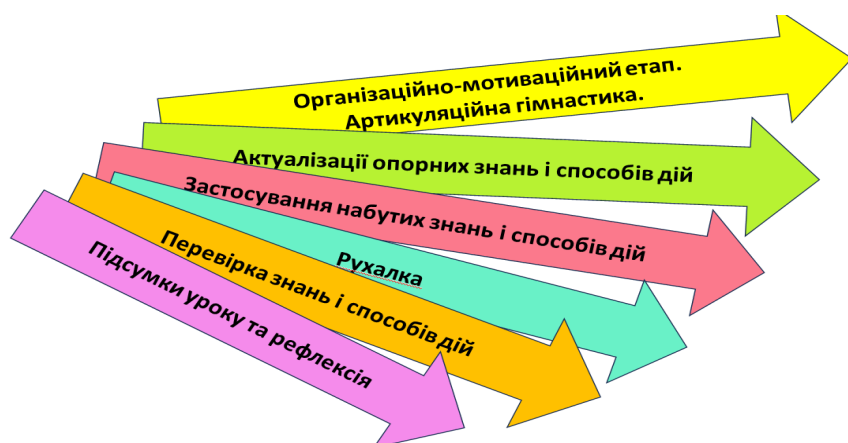 Організаційно-мотиваційний етап.
Артикуляційна гімнастика.
Актуалізації опорних знань і способів дій
Застосування набутих знань і способів дій
Рухалка
Перевірка знань і способів дій
Підсумки уроку та рефлексія